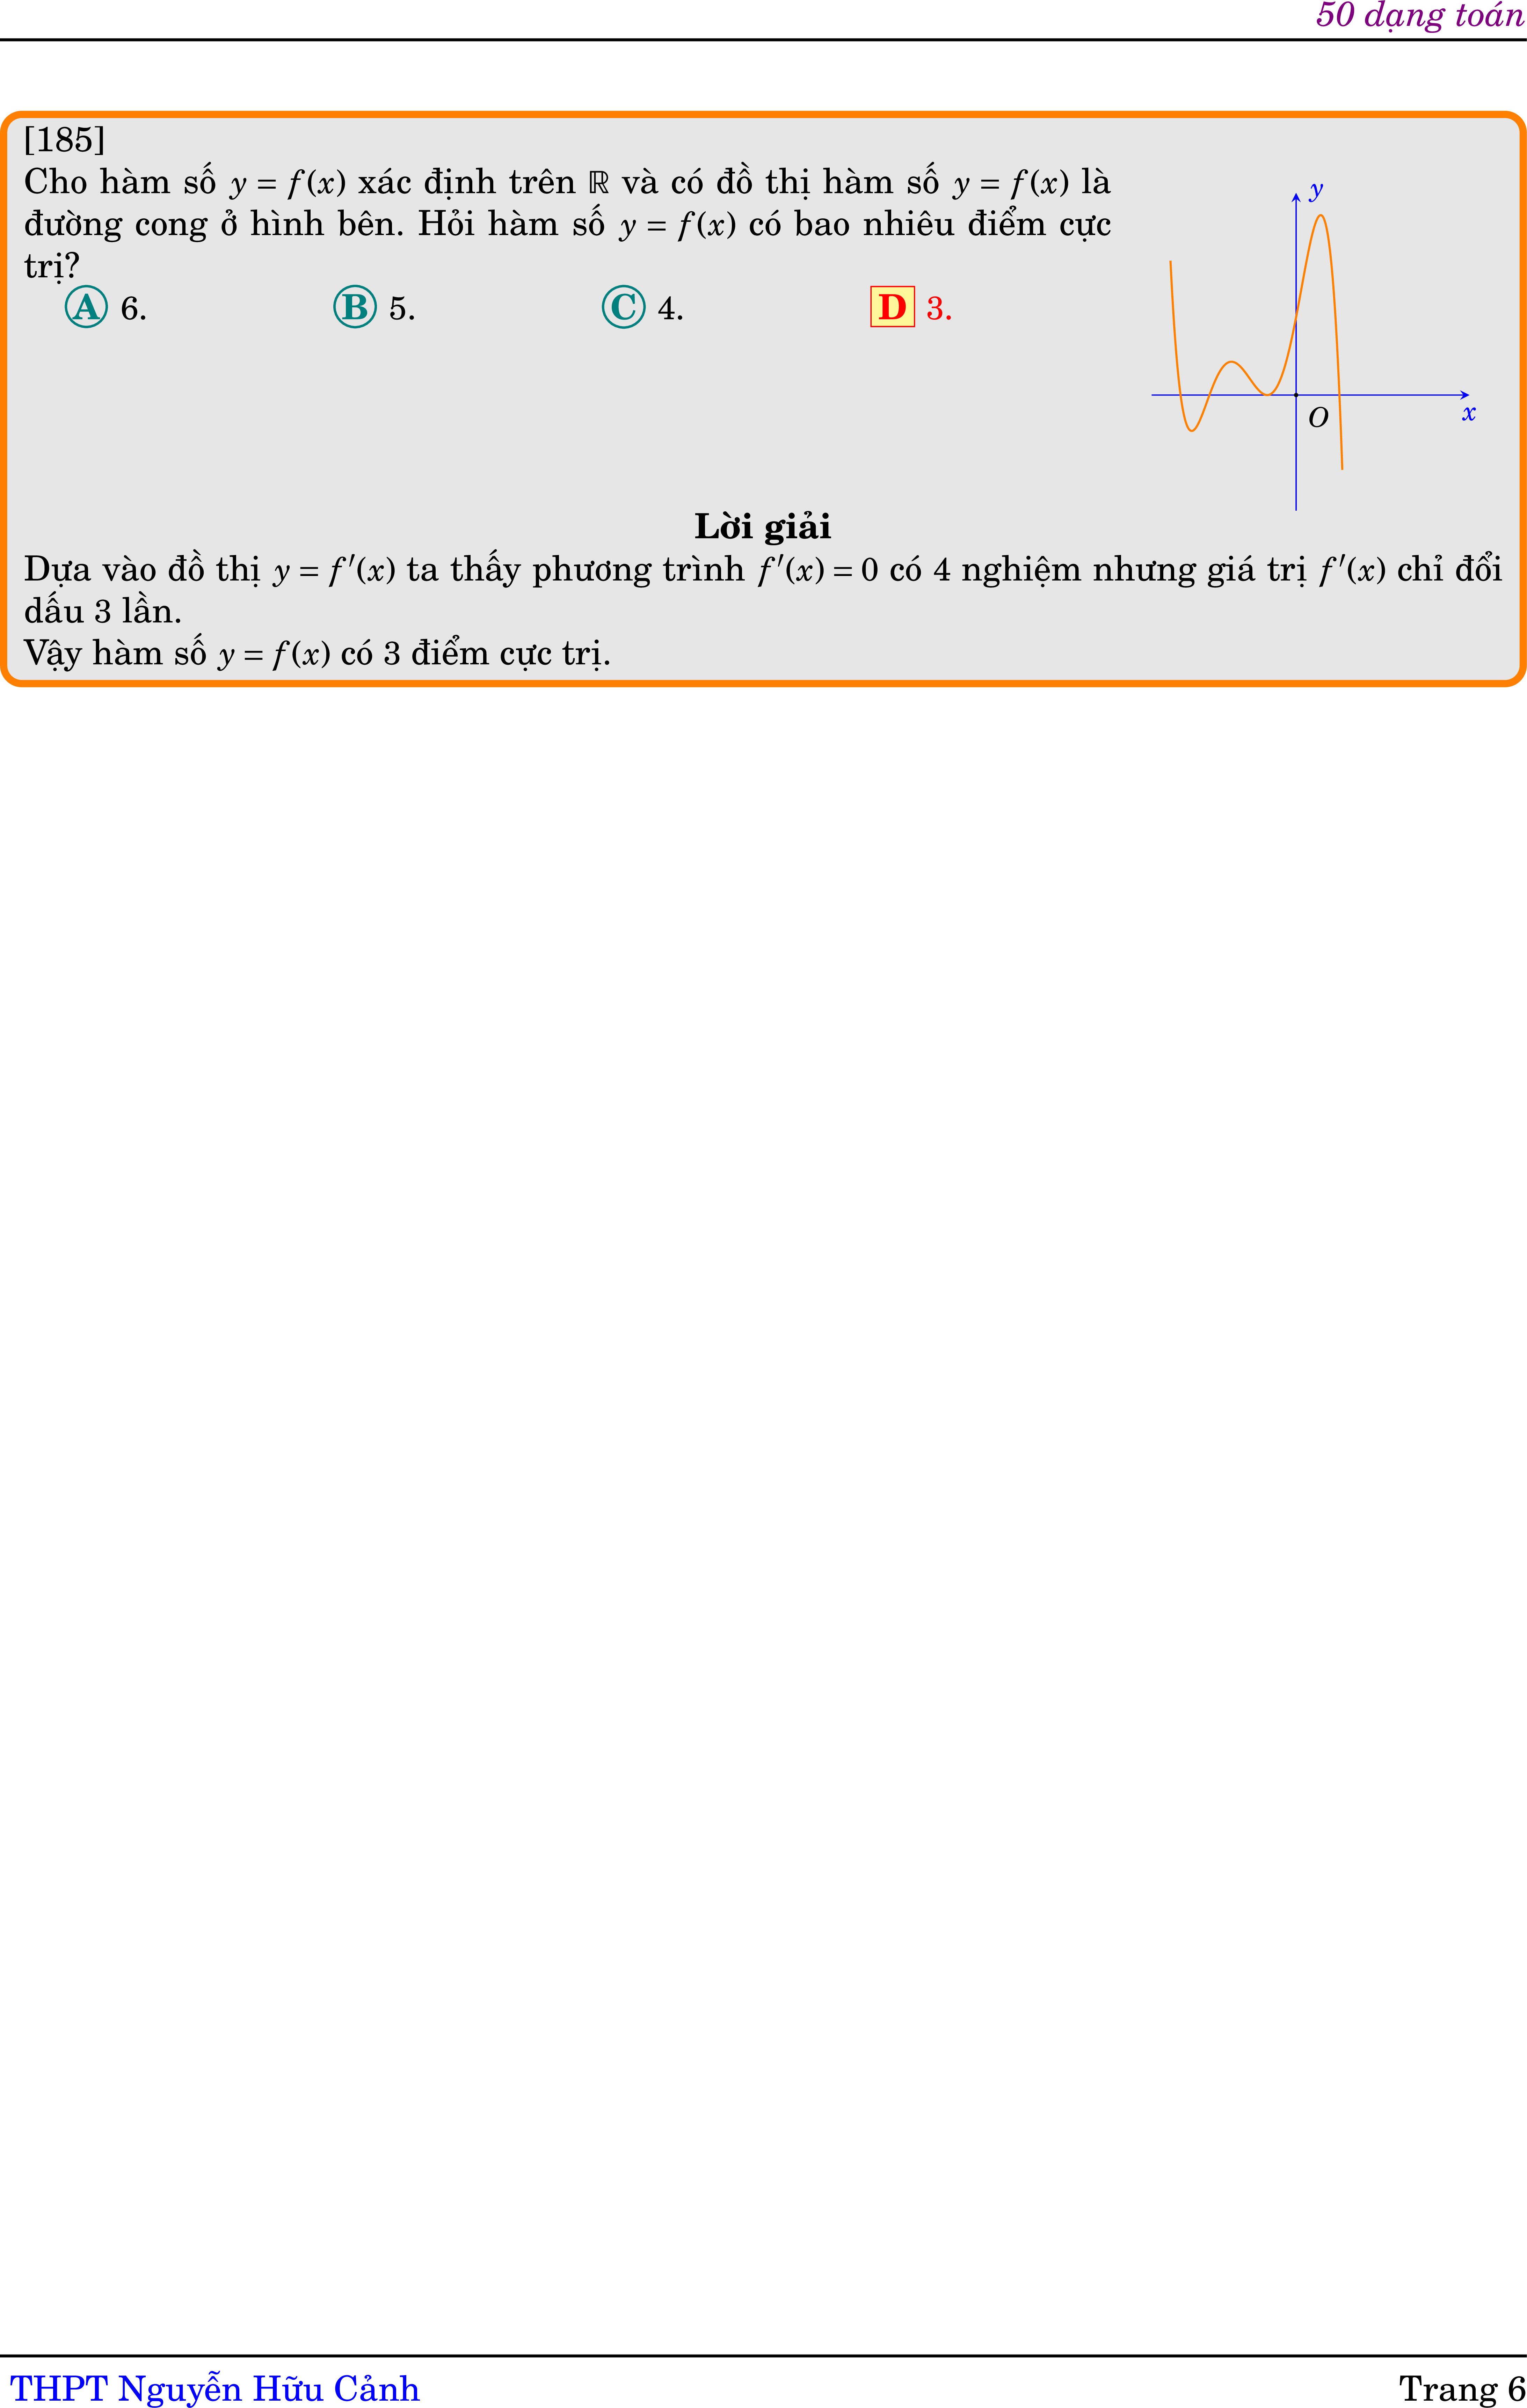 50 dạng toán
[185]
Cho hàm số y = f(x) xác định trên ℝ và có đồ thị hàm số y = f(x) là
đường cong ở hình bên. Hỏi hàm số y = f(x) có bao nhiêu điểm cực
trị?
A 6. B 5. C 4. D 3.
y
x
O
Lời giải
Dựa vào đồ thị y = f′(x) ta thấy phương trình f′(x) = 0 có 4 nghiệm nhưng giá trị f′(x) chỉ đổi
dấu 3 lần.
Vậy hàm số y = f(x) có 3 điểm cực trị.
THPT Nguyễn Hữu Cảnh Trang 6